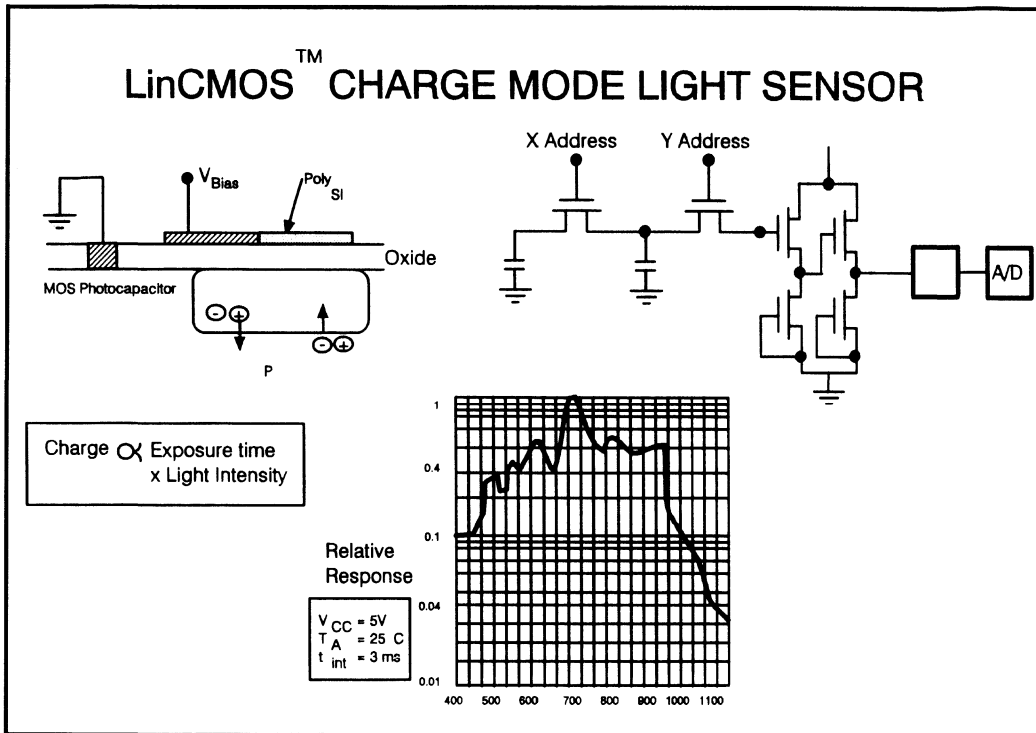 LinCMOS™ CHARGE MODE LIGHT SENSOR
X Address
Y Address
V Bias
Poly SI
Oxide
MOS Photocapacitor
- +
- +
P
A/D
Charge ∝ Exposure time
x Light Intensity
Relative
Response
V CC = 5V
T A = 25 C
t int = 3 ms
1
0.4
0.1
0.04
0.01
400 500 600 700 800 900 1000 1100